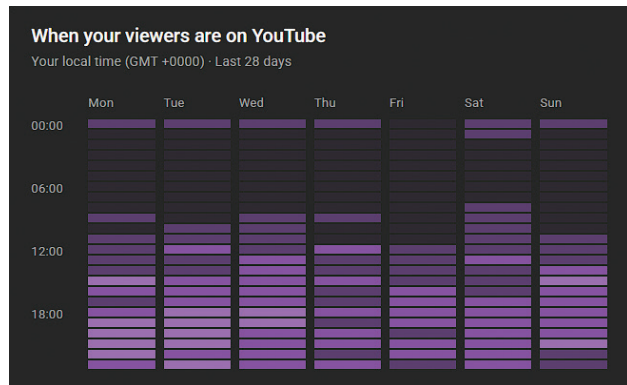 When your viewers are on YouTube
Your local time (GMT +0000) · Last 28 days
Mon Tue Wed Thu Fri Sat Sun
00:00
06:00
12:00
18:00